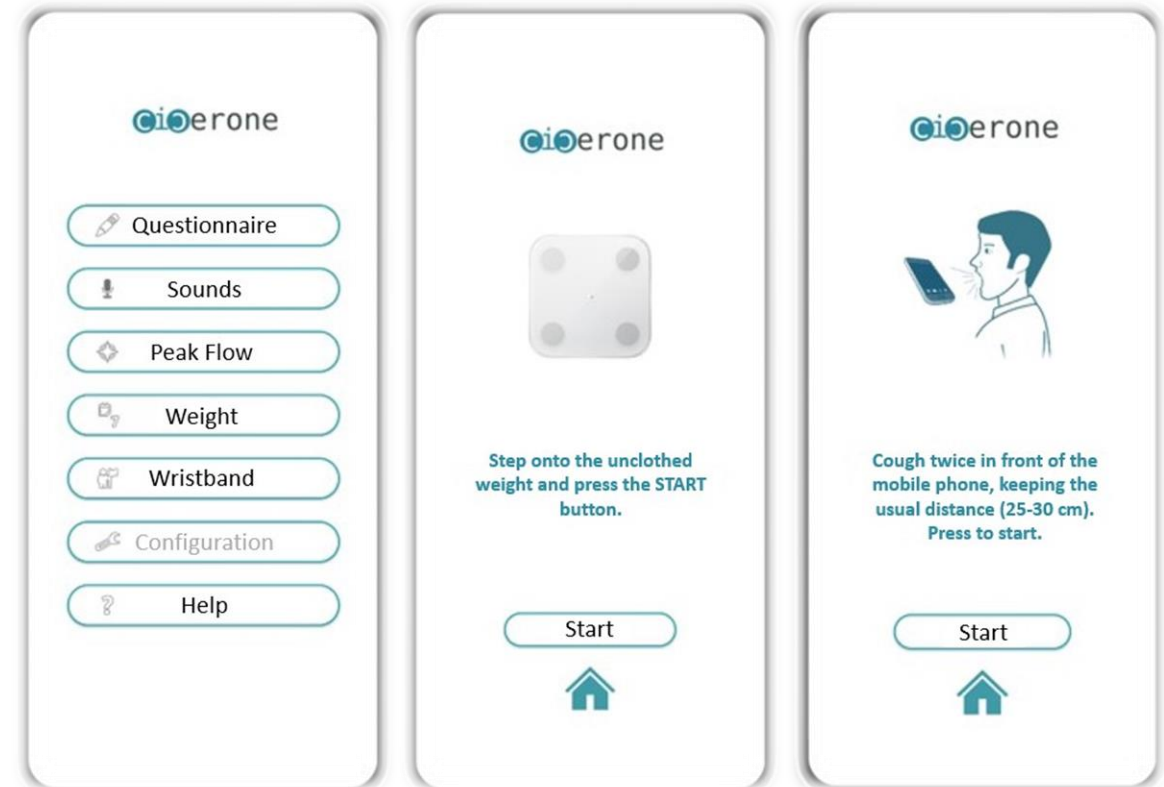 cicerone
Questionnaire
Sounds
Peak Flow
Weight
Wristband
Configuration
Help
cicerone
Step onto the unclothed
weight and press the START
button.
Start
cicerone
Cough twice in front of the
mobile phone, keeping the
usual distance (25-30 cm).
Press to start.
Start